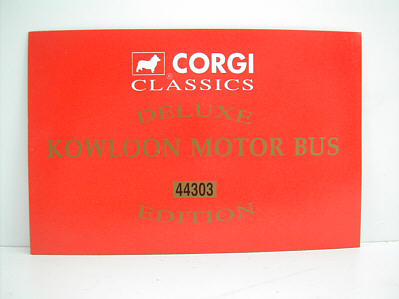 CORGI
CLASSICS
DELUXE
KOWLOON MOTOR BUS
44303
EDITION